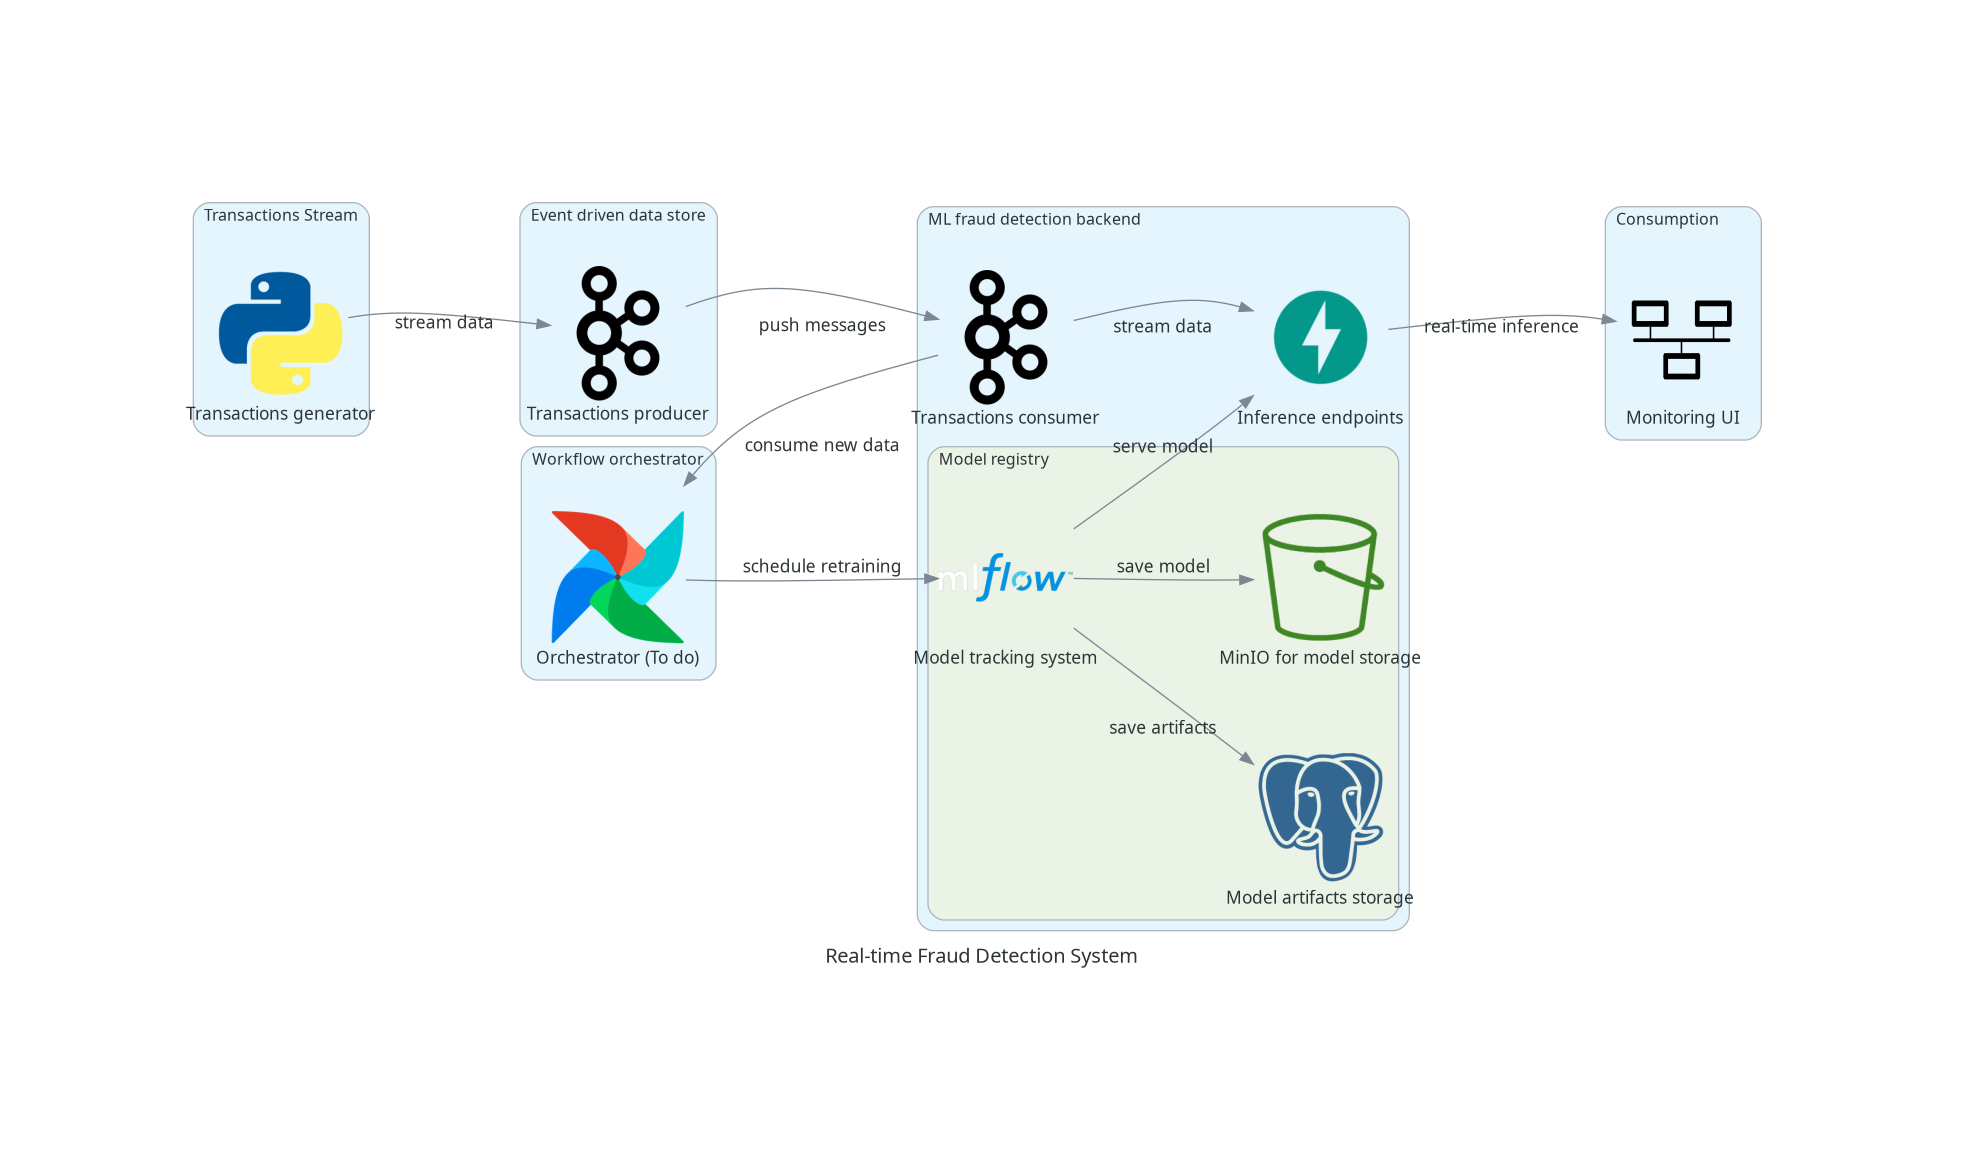 Transactions Stream
Transactions generator
stream data
Event driven data store
Transactions producer
push messages
consume new data
Workflow orchestrator
Orchestrator (To do)
schedule retraining
ML fraud detection backend
Transactions consumer
stream data
Inference endpoints
serve model
Model registry
mlflow™
Model tracking system
save model
MinIO for model storage
save artifacts
Model artifacts storage
real-time inference
Consumption
Monitoring UI
Real-time Fraud Detection System